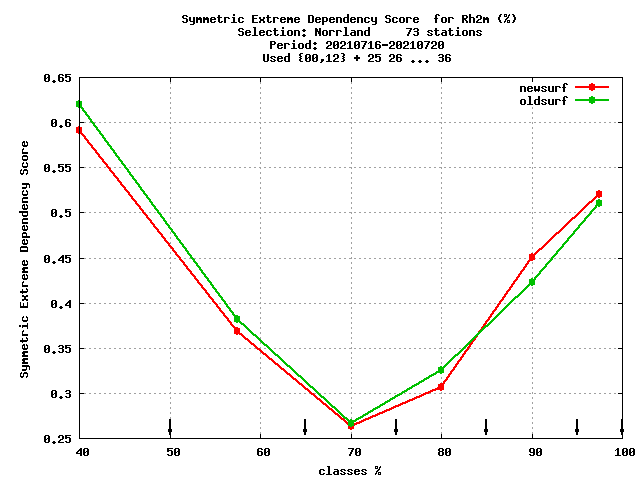 Symmetric Extreme Dependency Score  for Rh2m (%)
Selection: Norrland     73 stations
Period: 20210716-20210720
Used {00,12} + 25 26 ... 36
newsurf
oldsurf
Symmetric Extreme Dependency Score
0.65
0.6
0.55
0.5
0.45
0.4
0.35
0.3
0.25
40 50 60 70 80 90 100
classes %